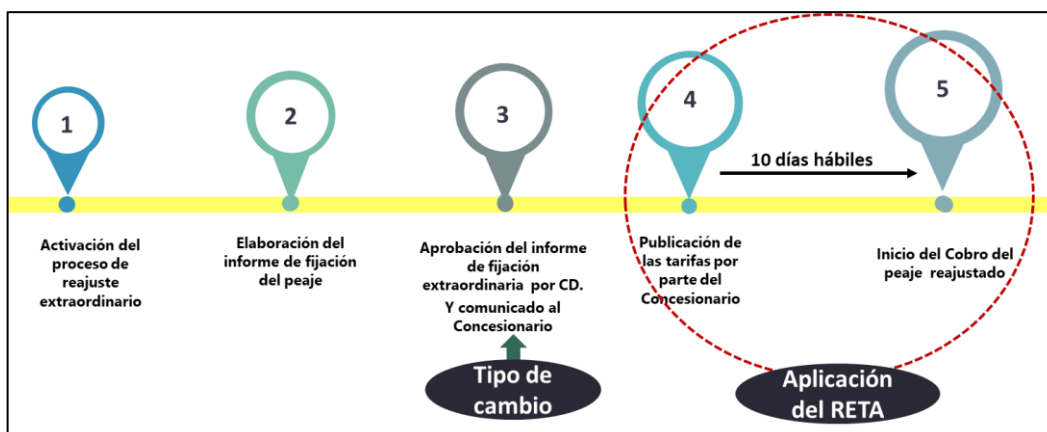 1
2
3
4
5
10 días hábiles
Activación del
proceso de
reajuste
extraordinario
Elaboración del
informe de fijación
del peaje
Aprobación del informe
de fijación
extraordinaria por CD.
Y comunicado al
Concesionario
Publicación de
las tarifas por
parte del
Concesionario
Inicio del Cobro del
peaje reajustado
Tipo de
cambio
Aplicación
del RETA